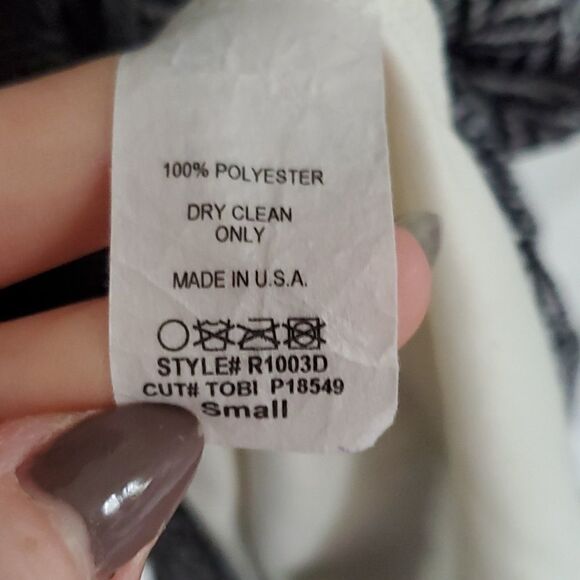 100% POLYESTER
DRY CLEAN
ONLY
MADE IN U.S.A.
STYLE# R1003D
CUT# TOBI P18549
Small